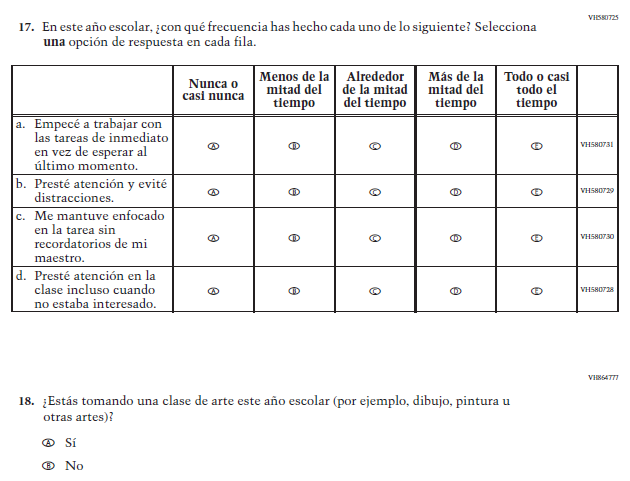 VH580725
17. En este año escolar, ¿con qué frecuencia has hecho cada uno de lo siguiente? Selecciona
una opción de respuesta en cada fila.
Nunca o
casi nunca
Menos de la
mitad del
tiempo
Alrededor
de la mitad
del tiempo
Más de la
mitad del
tiempo
Todo o casi
todo el
tiempo
a. Empecé a trabajar con
las tareas de inmediato
en vez de esperar al
último momento.
A B C D E VH580731
b. Presté atención y evité
distracciones.
A B C D E VH580729
c. Me mantuve enfocado
en la tarea sin
recordatorios de mi
maestro.
A B C D E VH580730
d. Presté atención en la
clase incluso cuando
no estaba interesado.
A B C D E VH580728
VH864777
18. ¿Estás tomando una clase de arte este año escolar (por ejemplo, dibujo, pintura u
otras artes)?
A Sí
B No